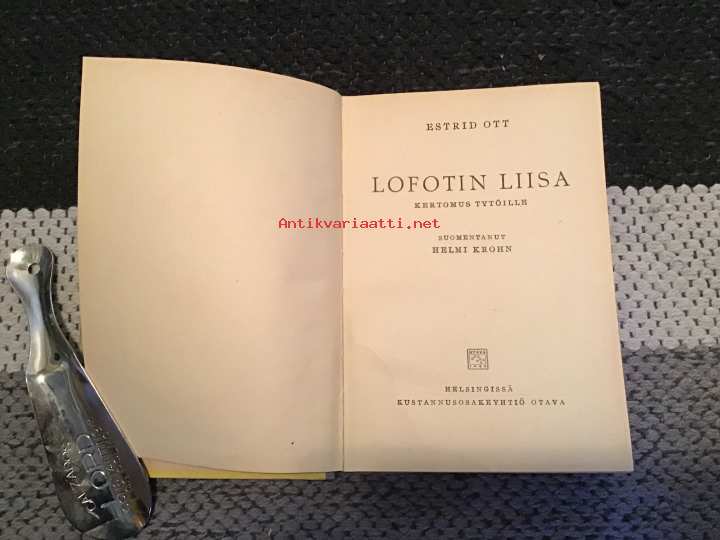 ESTRID OTT
LOFOTIN LIISA
KERTOMUS TYTÖILLE
Antikvariaatti.net
SUOMENTANUT
HELMI KROHN
HELSINGISSÄ
KUSTANNUSOSAKEYHTIÖ OTAVA